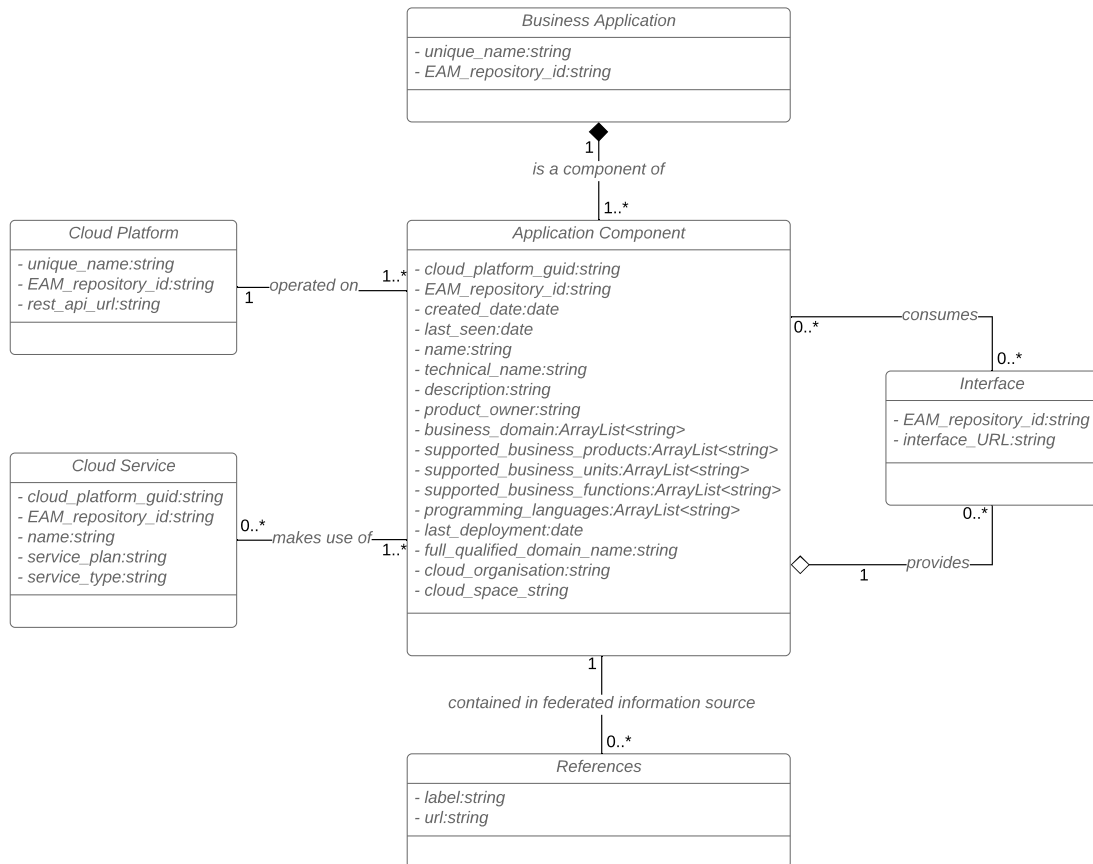 Business Application
- unique_name:string
- EAM_repository_id:string
1
is a component of
1..*
Cloud Platform
- unique_name:string
- EAM_repository_id:string
- rest_api_url:string
1
operated on
1..*
Application Component
- cloud_platform_guid:string
- EAM_repository_id:string
- created_date:date
- last_seen:date
- name:string
- technical_name:string
- description:string
- product_owner:string
- business_domain:ArrayList<string>
- supported_business_products:ArrayList<string>
- supported_business_units:ArrayList<string>
- supported_business_functions:ArrayList<string>
- programming_languages:ArrayList<string>
- last_deployment:date
- full_qualified_domain_name:string
- cloud_organisation:string
- cloud_space_string
0..*
consumes
0..*
Interface
- EAM_repository_id:string
- interface_URL:string
0..*
provides
1
Cloud Service
- cloud_platform_guid:string
- EAM_repository_id:string
- name:string
- service_plan:string
- service_type:string
0..*
makes use of
1..*
1
contained in federated information source
0..*
References
- label:string
- url:string